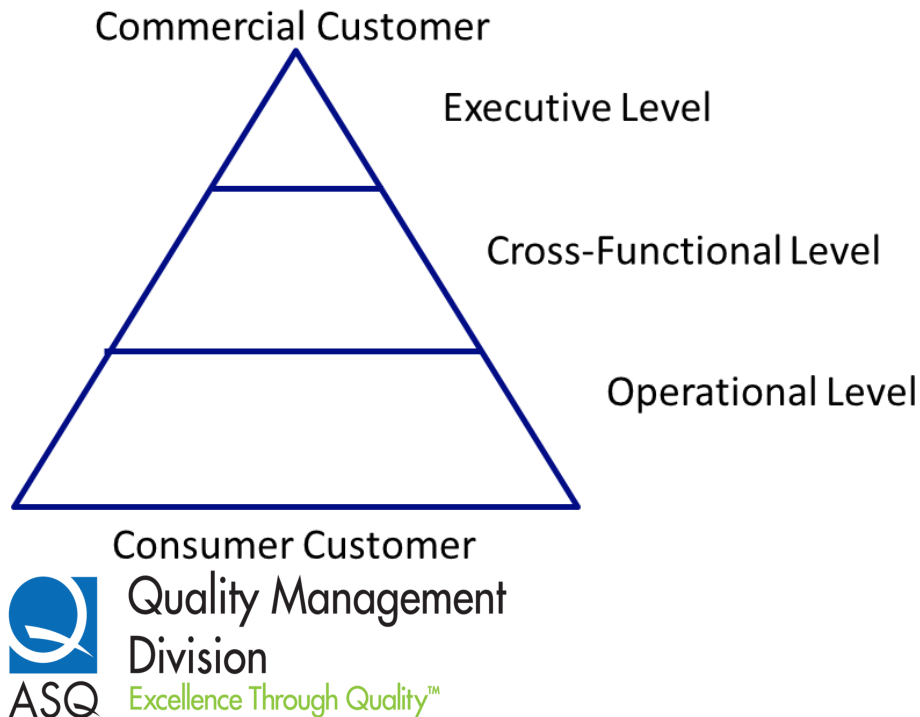 Commercial Customer
Executive Level
Cross-Functional Level
Operational Level
Consumer Customer
Quality Management
Division
ASQ Excellence Through Quality™